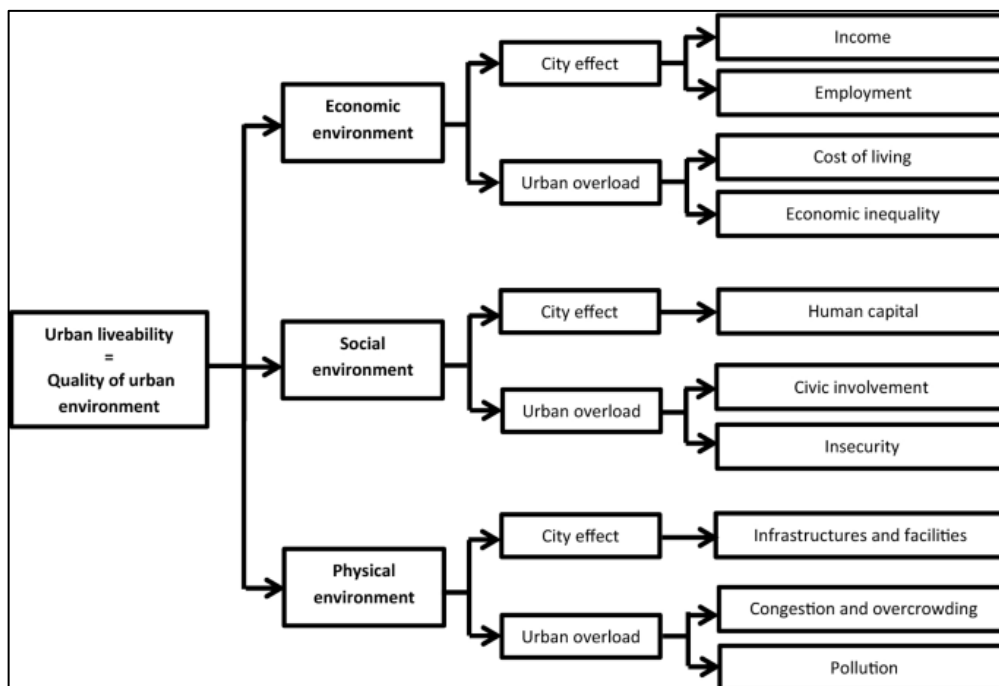 Urban liveability
=
Quality of urban
environment
Economic
environment
City effect
Income
Employment
Urban overload
Cost of living
Economic inequality
Social
environment
City effect
Human capital
Urban overload
Civic involvement
Insecurity
Physical
environment
City effect
Infrastructures and facilities
Urban overload
Congestion and overcrowding
Pollution